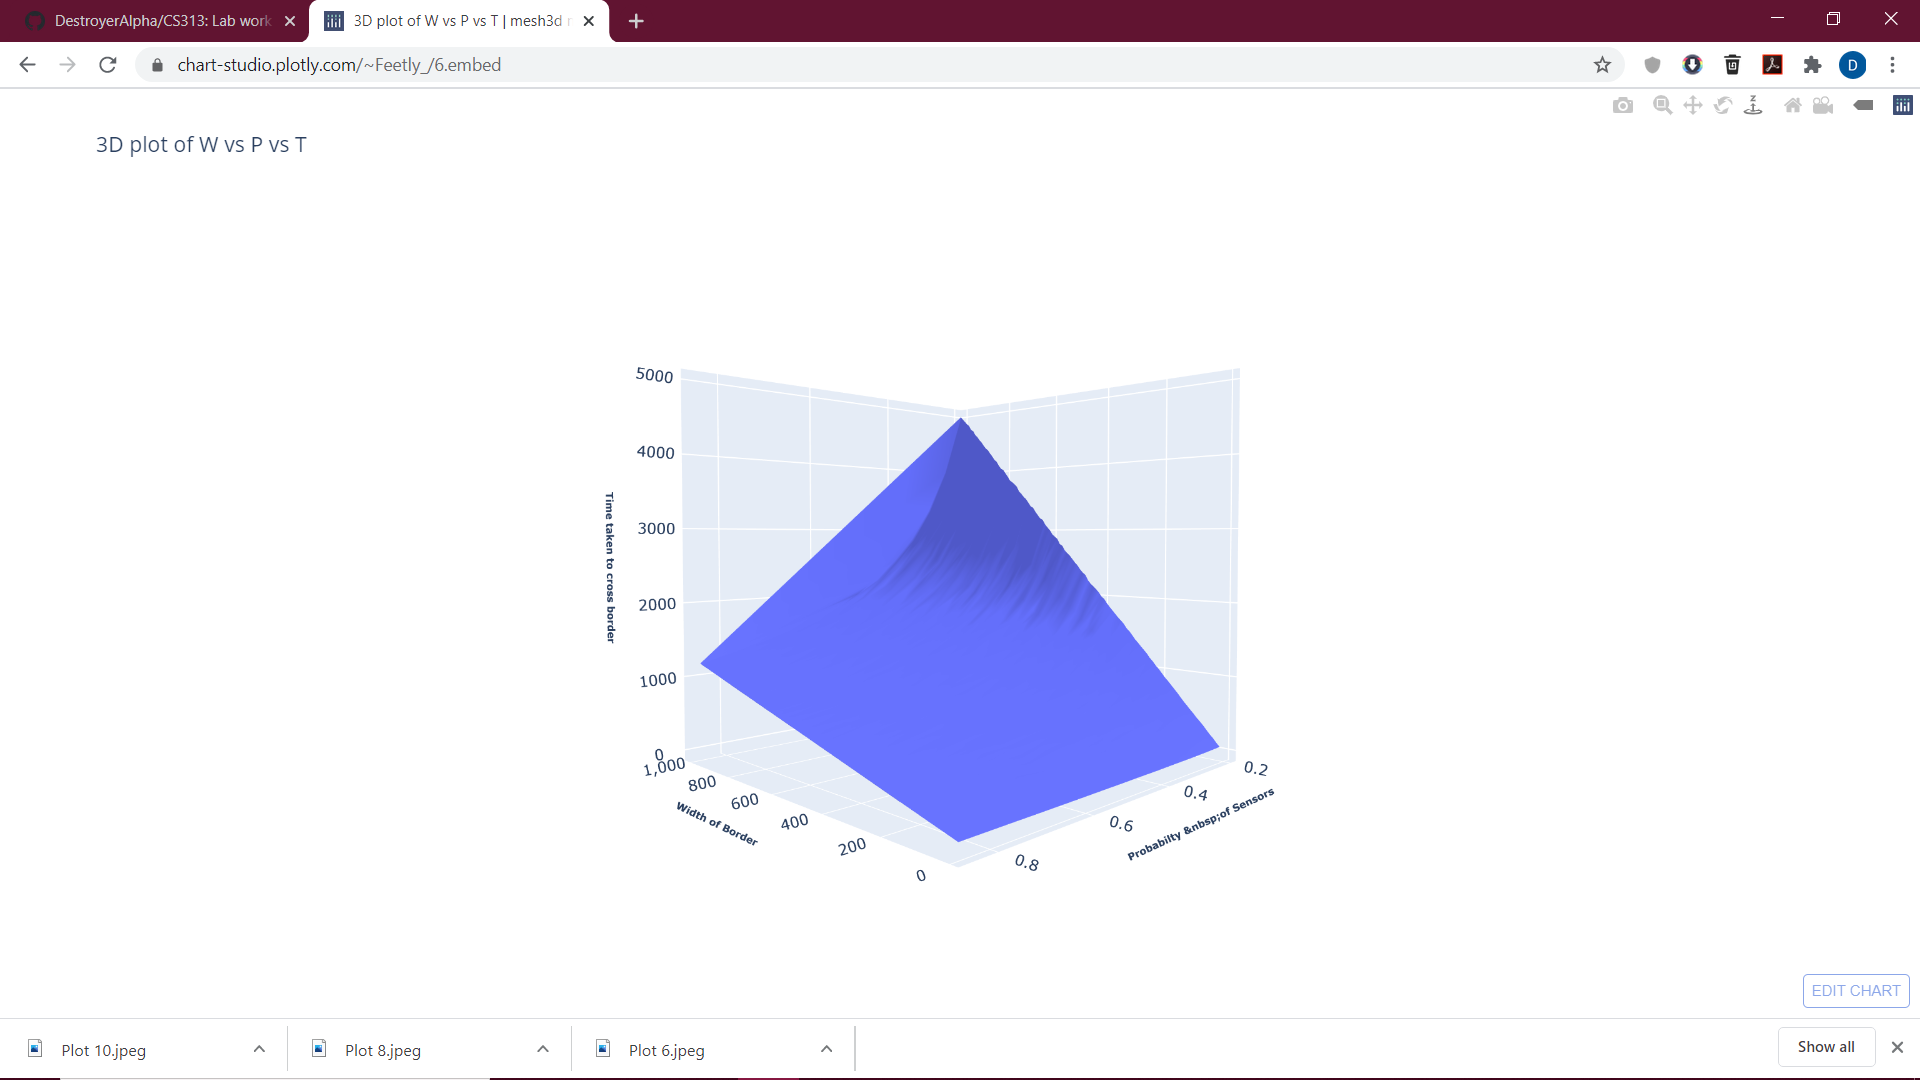 DestroyerAlpha/CS313: Lab work
3D plot of W vs P vs T | mesh3d
chart-studio.plotly.com/~Feetly_/6.embed
D
Z
3D plot of W vs P vs T
5000
4000
3000
2000
1000
0
Time taken to cross border
1,000
800
600
400
200
0
Width of Border
0.2
0.4
0.6
0.8
Probabilty &nbsp;of Sensors
EDIT CHART
Plot 10.jpeg
Plot 8.jpeg
Plot 6.jpeg
Show all